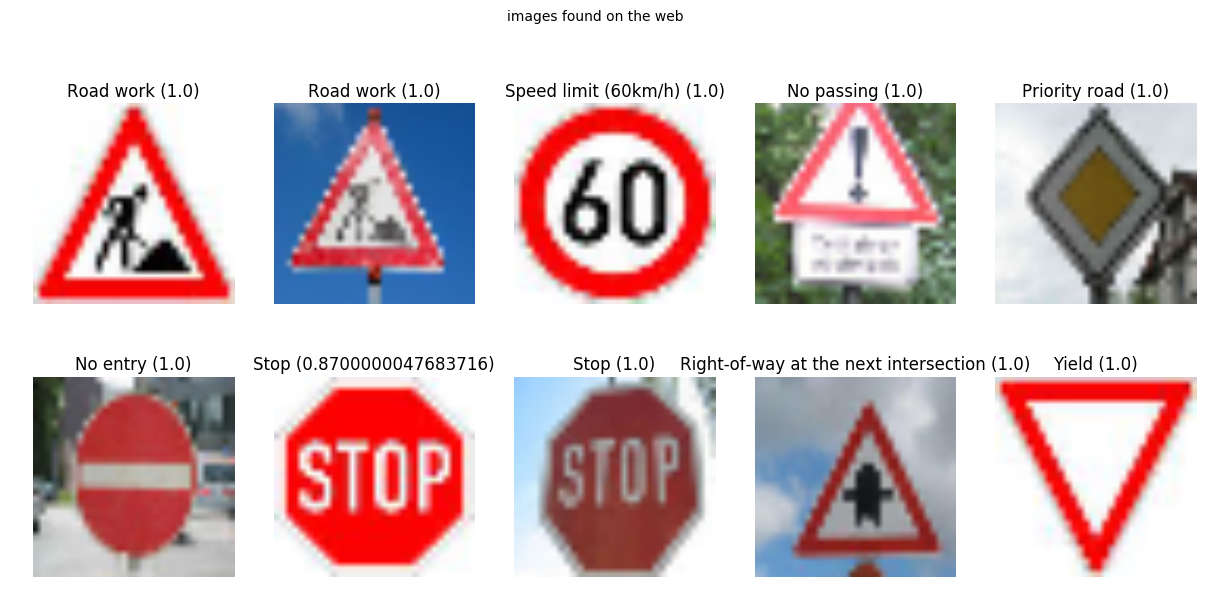 images found on the web
Road work (1.0)
Road work (1.0)
Speed limit (60km/h) (1.0)
No passing (1.0)
Priority road (1.0)
60
No entry (1.0)
Stop (0.8700000047683716)
Stop (1.0)
Right-of-way at the next intersection (1.0)
Yield (1.0)
STOP
STOP